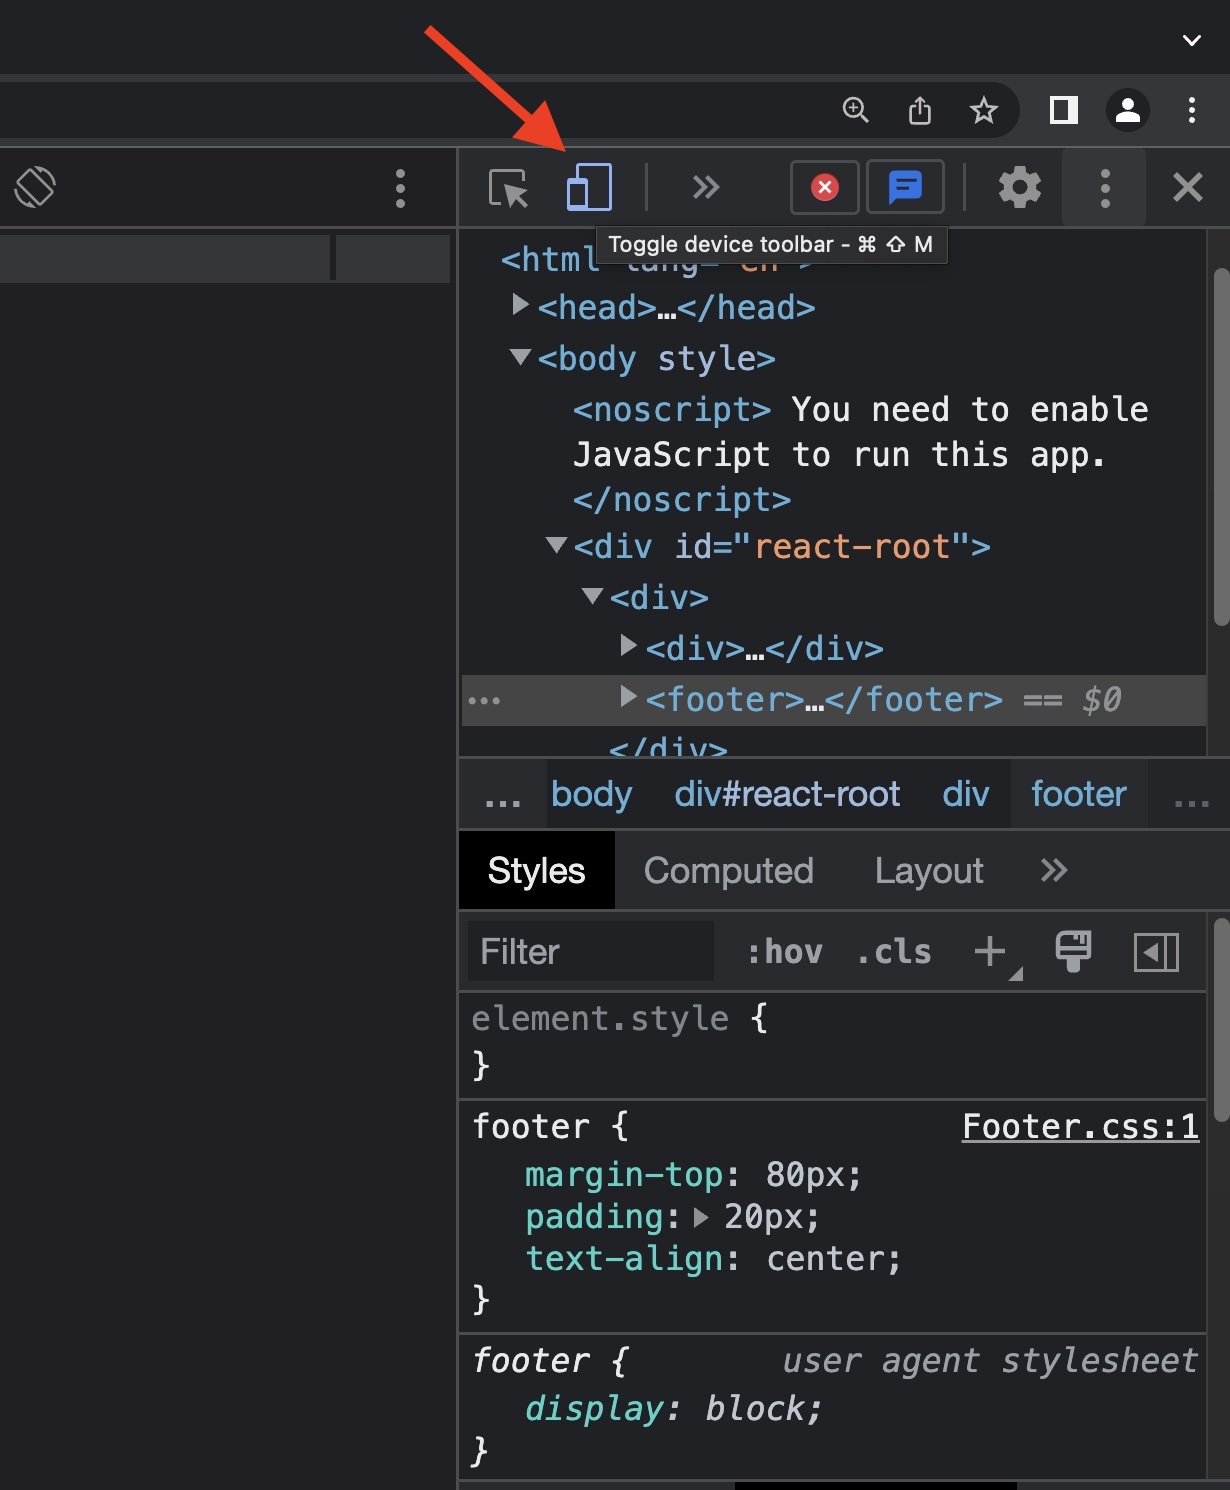 Toggle device toolbar - ⌘ ⇧ M
<html lang="en">
▶<head>…</head>
▼<body style>
<noscript> You need to enable
JavaScript to run this app.
</noscript>
▼<div id="react-root">
▼<div>
▶<div>…</div>
… ▶<footer>…</footer> == $0
</div>
… body div#react-root div footer …
Styles Computed Layout »
Filter :hov .cls +
element.style {
}
footer { Footer.css:1
margin-top: 80px;
padding:▶ 20px;
text-align: center;
}
footer { user agent stylesheet
display: block;
}